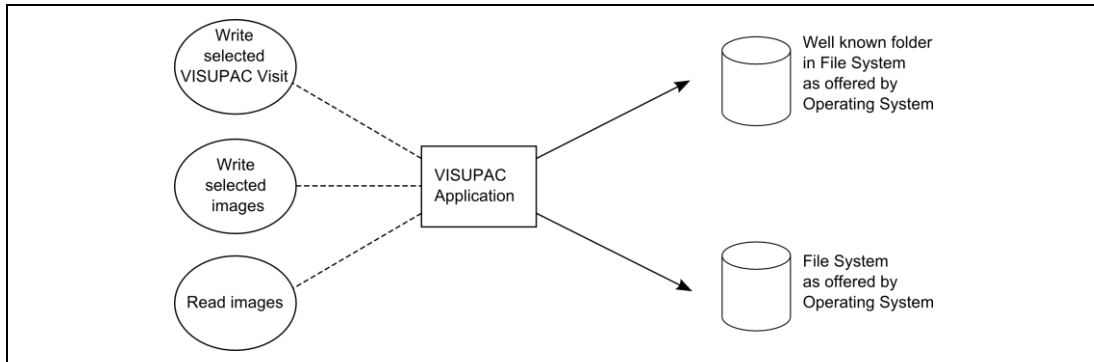 Write
selected
VISUPAC Visit
Write
selected
images
Read images
VISUPAC
Application
Well known folder
in File System
as offered by
Operating System
File System
as offered by
Operating System